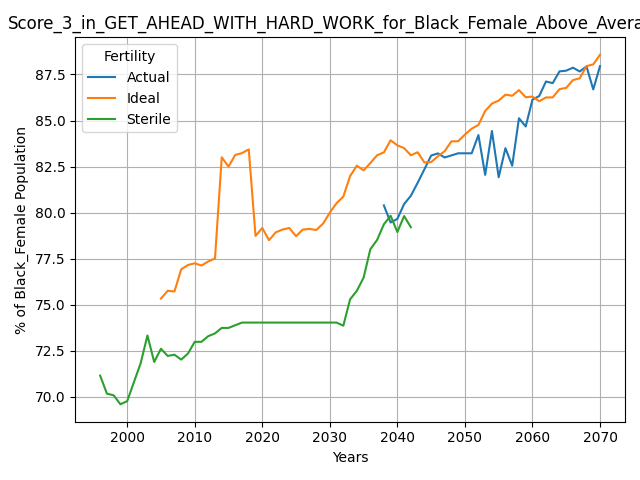 Score_3_in_GET_AHEAD_WITH_HARD_WORK_for_Black_Female_Above_Avera
Fertility
Actual
Ideal
Sterile
% of Black_Female Population
87.5
85.0
82.5
80.0
77.5
75.0
72.5
70.0
2000 2010 2020 2030 2040 2050 2060 2070
Years